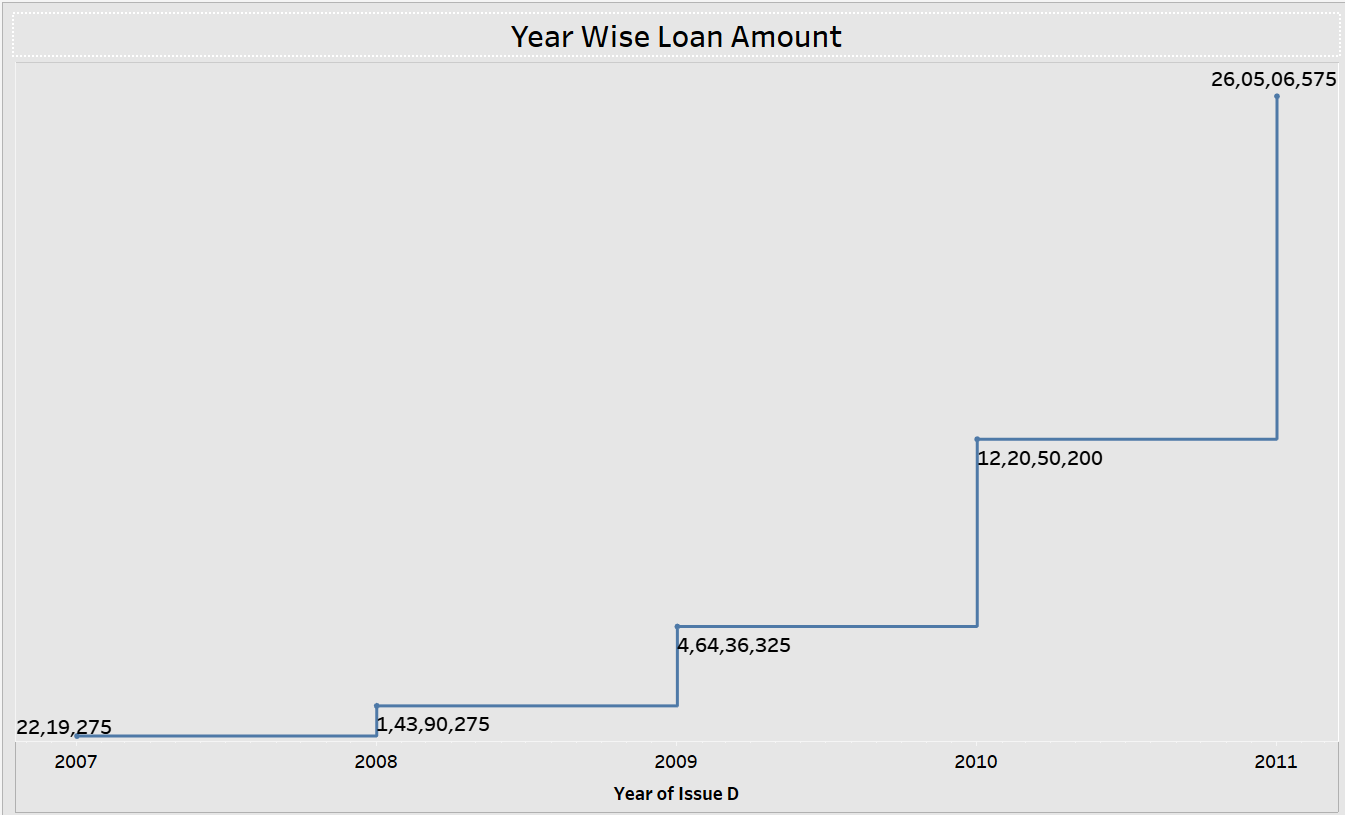 Year Wise Loan Amount
26,05,06,575
12,20,50,200
4,64,36,325
22,19,275
1,43,90,275
2007 2008 2009 2010 2011
Year of Issue D